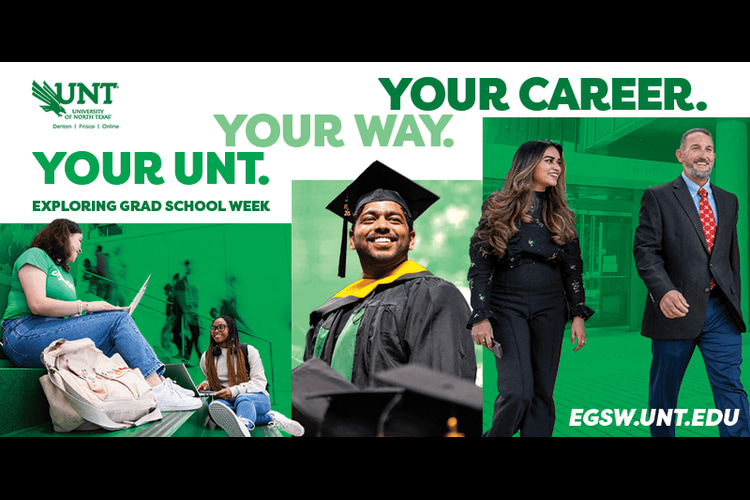 UNT
UNIVERSITY
OF NORTH TEXAS
Denton | Frisco | Online
YOUR UNT.
YOUR WAY.
YOUR CAREER.
EXPLORING GRAD SCHOOL WEEK
EGSW.UNT.EDU